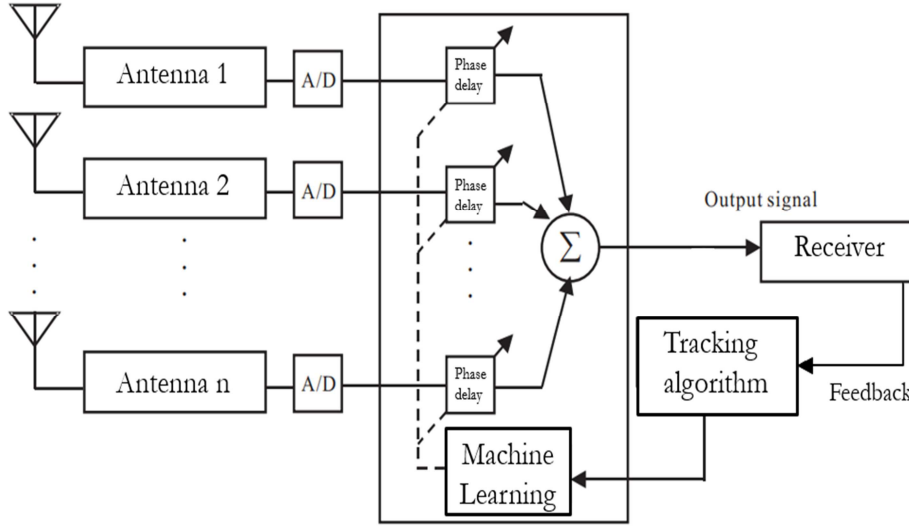 Antenna 1
A/D
Phase
delay
Antenna 2
A/D
Phase
delay
Σ
Output signal
Receiver
Antenna n
A/D
Phase
delay
Tracking
algorithm
Feedback
Machine
Learning